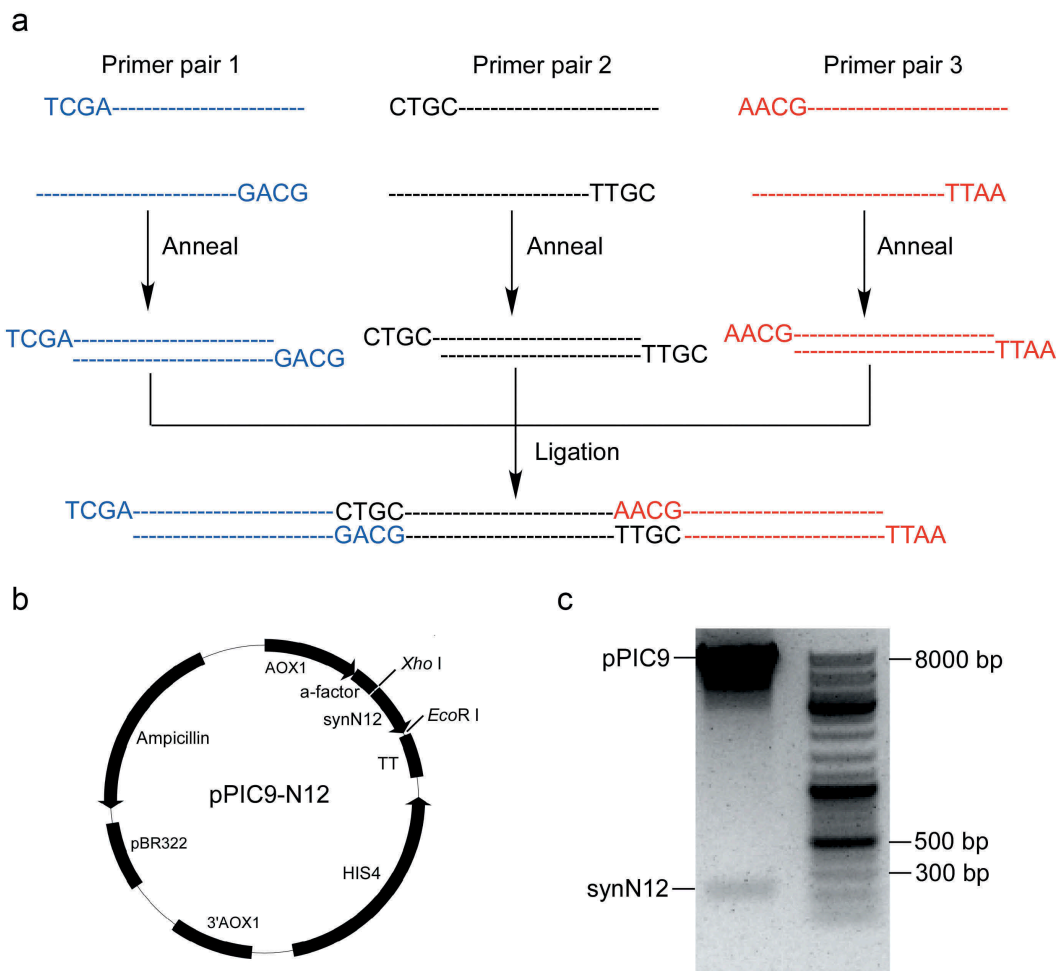 a
Primer pair 1 Primer pair 2 Primer pair 3
TCGA CTGC AACG
GACG TTGC TTAA
Anneal Anneal Anneal
TCGA CTGC AACG
GACG TTGC TTAA
Ligation
TCGA CTGC AACG
GACG TTGC TTAA
b
AOX1
Xho I
a-factor
synN12
EcoR I
TT
Ampicillin
pPIC9-N12
pBR322
HIS4
3'AOX1
c
pPIC9
8000 bp
500 bp
300 bp
synN12